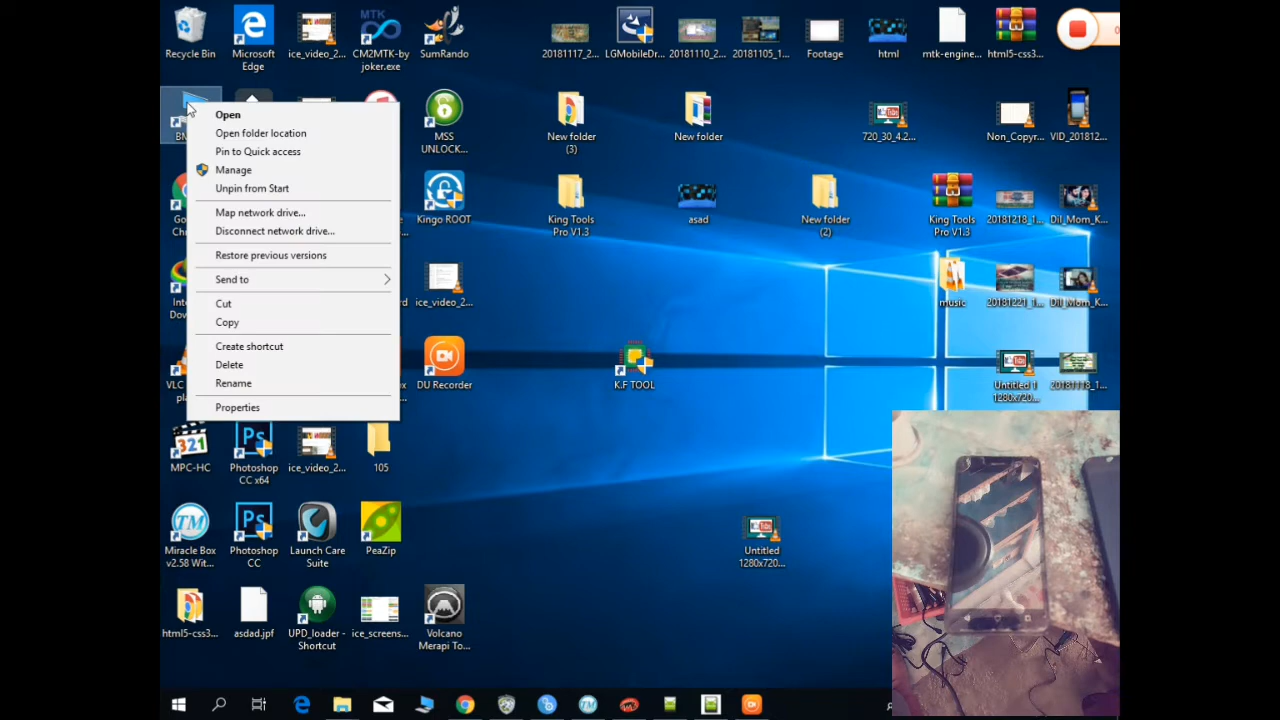 Recycle Bin
Microsoft
Edge
ice_video_2...
CM2MTK-by
joker.exe
SumRando
20181117_2...
LGMobileDr...
20181110_2...
20181105_1...
Footage
html
mtk-engine...
html5-css3...
Open
Open folder location
Pin to Quick access
Manage
Unpin from Start
Map network drive...
Disconnect network drive...
Restore previous versions
Send to
Cut
Copy
Create shortcut
Delete
Rename
Properties
MSS
UNLOCK...
New folder
(3)
New folder
720_30_4.2...
Non_Copyr...
VID_201812...
Kingo ROOT
King Tools
Pro V1.3
asad
New folder
(2)
King Tools
Pro V1.3
20181218_1...
Dil_Mom_K...
ice_video_2...
music
20181221_1...
Dil_Mom_K...
DU Recorder
K.F TOOL
Untitled 1
1280x720...
20181118_1...
MPC-HC
Photoshop
CC x64
ice_video_2...
105
Miracle Box
v2.58 Wit...
Photoshop
CC
Launch Care
Suite
PeaZip
Untitled
1280x720...
html5-css3...
asdad.jpf
UPD_loader -
Shortcut
ice_screens...
Volcano
Merapi To...